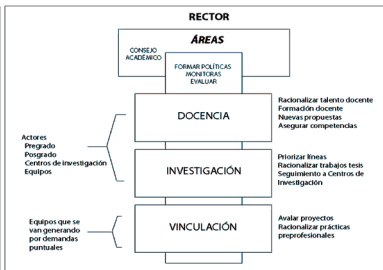 RECTOR
ÁREAS
CONSEJO
ACADÉMICO
FORMAR POLÍTICAS
MONITORAS
EVALUAR
DOCENCIA
Racionalizar talento docente
Formación docente
Nuevas propuestas
Asegurar competencias
Actores
Pregrado
Posgrado
Centros de investigación
Equipos
INVESTIGACIÓN
Priorizar líneas
Racionalizar trabajos tesis
Seguimiento a Centros de
Investigación
Equipos que se
van generando
por demandas
puntuales
VINCULACIÓN
Avalar proyectos
Racionalizar prácticas
preprofesionales